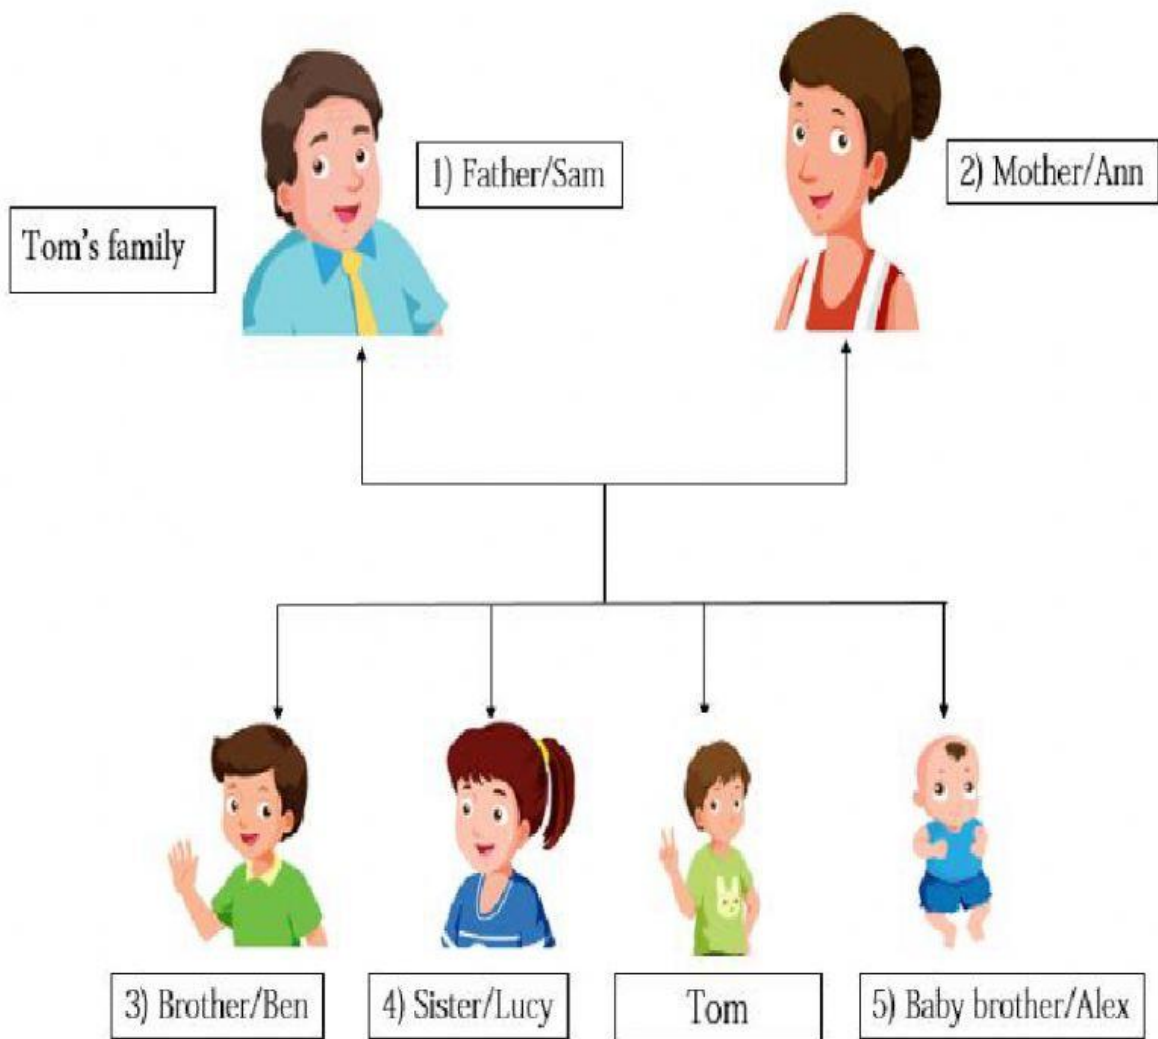 1) Father/Sam
2) Mother/Ann
Tom's family
3) Brother/Ben
4) Sister/Lucy
Tom
5) Baby brother/Alex